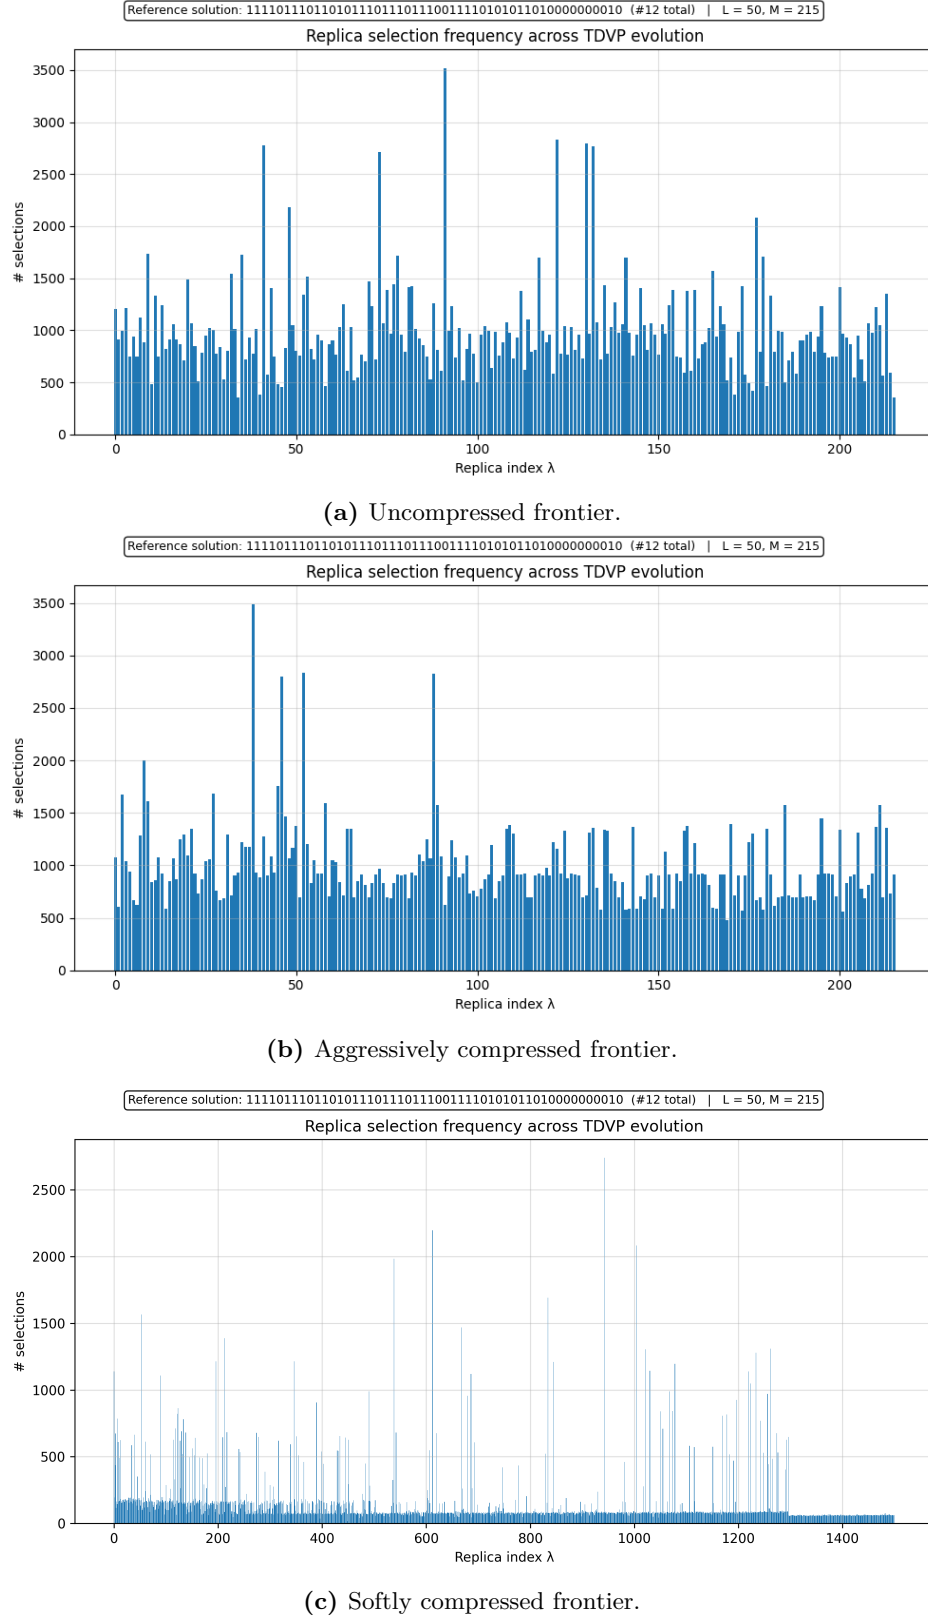 Reference solution: 11110111011010111011101110011110101011010000000010 (#12 total) | L = 50, M = 215
Replica selection frequency across TDVP evolution
3500
3000
2500
2000
1500
1000
500
0
# selections
0 50 100 150 200
Replica index λ
(a) Uncompressed frontier.
Reference solution: 11110111011010111011101110011110101011010000000010 (#12 total) | L = 50, M = 215
Replica selection frequency across TDVP evolution
3500
3000
2500
2000
1500
1000
500
0
# selections
0 50 100 150 200
Replica index λ
(b) Aggressively compressed frontier.
Reference solution: 11110111011010111011101110011110101011010000000010 (#12 total) | L = 50, M = 215
Replica selection frequency across TDVP evolution
2500
2000
1500
1000
500
0
# selections
0 200 400 600 800 1000 1200 1400
Replica index λ
(c) Softly compressed frontier.